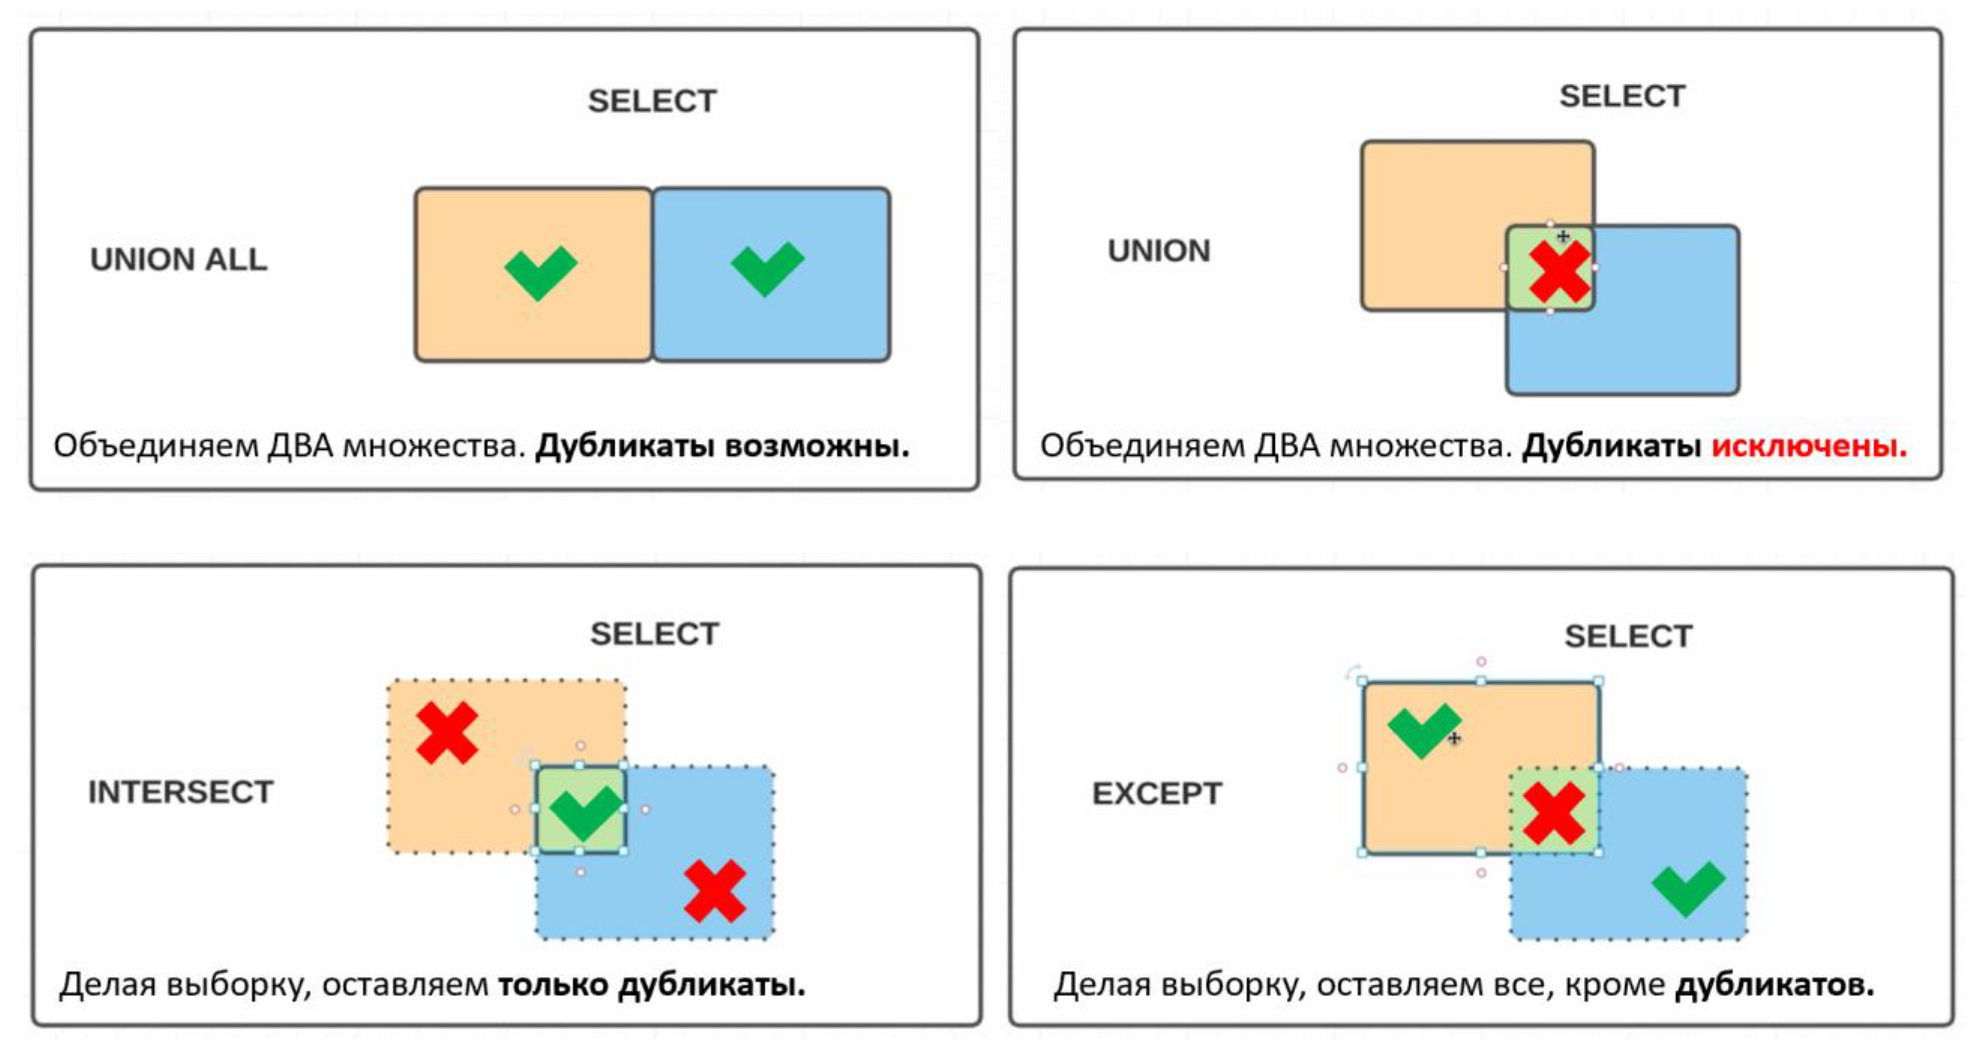 SELECT
UNION ALL
Объединяем ДВА множества. Дубликаты возможны.
SELECT
UNION
Объединяем ДВА множества. Дубликаты исключены.
SELECT
INTERSECT
Делая выборку, оставляем только дубликаты.
SELECT
EXCEPT
Делая выборку, оставляем все, кроме дубликатов.